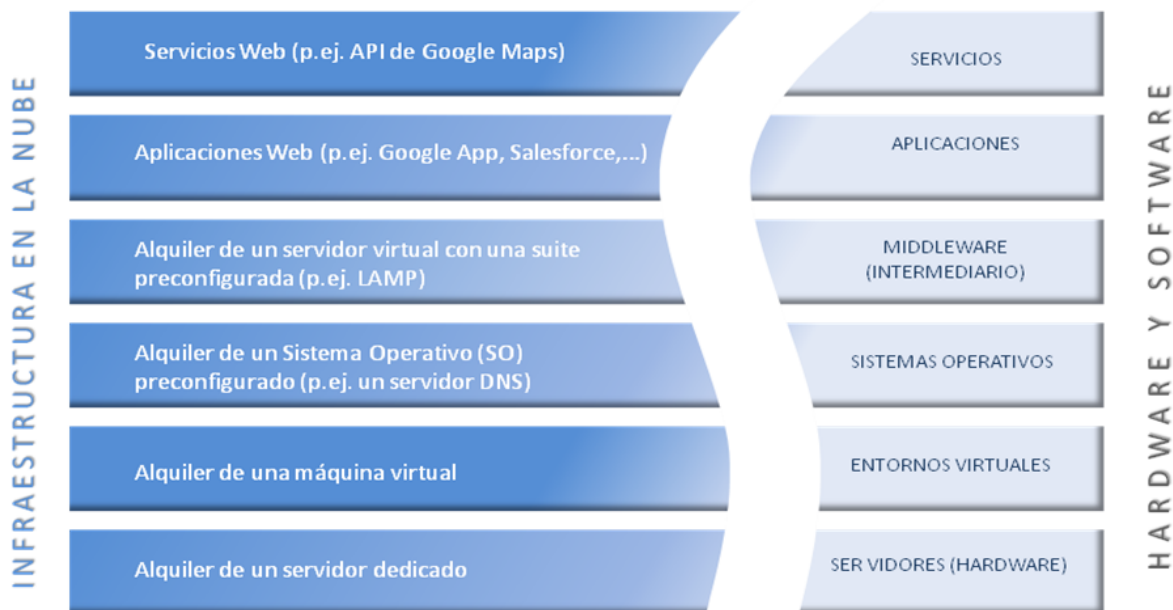 INFRAESTRUCTURA EN LA NUBE
Servicios Web (p.ej. API de Google Maps)
SERVICIOS
Aplicaciones Web (p.ej. Google App, Salesforce,...)
APLICACIONES
Alquiler de un servidor virtual con una suite
preconfigurada (p.ej. LAMP)
MIDDLEWARE
(INTERMEDIARIO)
Alquiler de un Sistema Operativo (SO)
preconfigurado (p.ej. un servidor DNS)
SISTEMAS OPERATIVOS
Alquiler de una máquina virtual
ENTORNOS VIRTUALES
Alquiler de un servidor dedicado
SERVIDORES (HARDWARE)
HARDWARE Y SOFTWARE